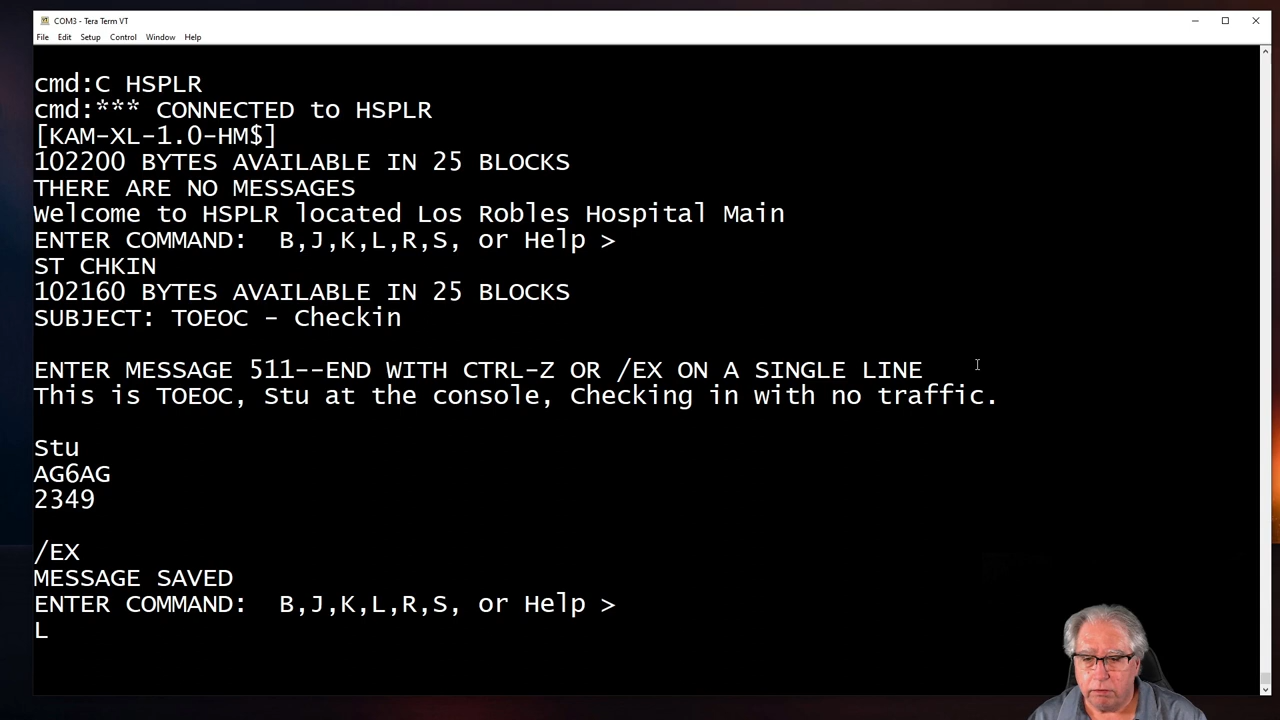 COM3 - Tera Term VT
File Edit Setup Control Window Help
cmd:C HSPLR
cmd:*** CONNECTED to HSPLR
[KAM-XL-1.0-HM$]
102200 BYTES AVAILABLE IN 25 BLOCKS
THERE ARE NO MESSAGES
Welcome to HSPLR located Los Robles Hospital Main
ENTER COMMAND:  B,J,K,L,R,S, or Help >
ST CHKIN
102160 BYTES AVAILABLE IN 25 BLOCKS
SUBJECT: TOEOC - Checkin
ENTER MESSAGE 511--END WITH CTRL-Z OR /EX ON A SINGLE LINE
This is TOEOC, Stu at the console, Checking in with no traffic.
Stu
AG6AG
2349
/EX
MESSAGE SAVED
ENTER COMMAND:  B,J,K,L,R,S, or Help >
L